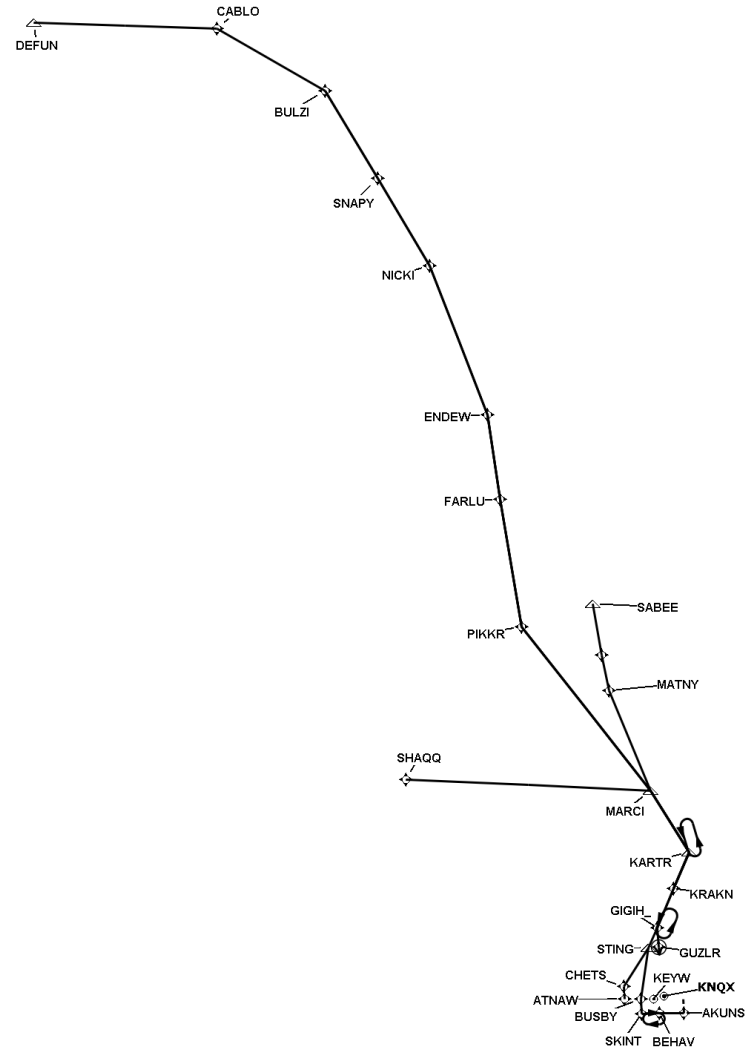 CABLO
DEFUN
BULZI
SNAPY
NICKI
ENDEW
FARLU
SABEE
PIKKR
MATNY
SHAQQ
MARCI
KARTR
KRAKN
GIGIH
STING
GUZLR
CHETS
KEYW
KNQX
ATNAW
BUSBY
AKUNS
SKINT
BEHAV